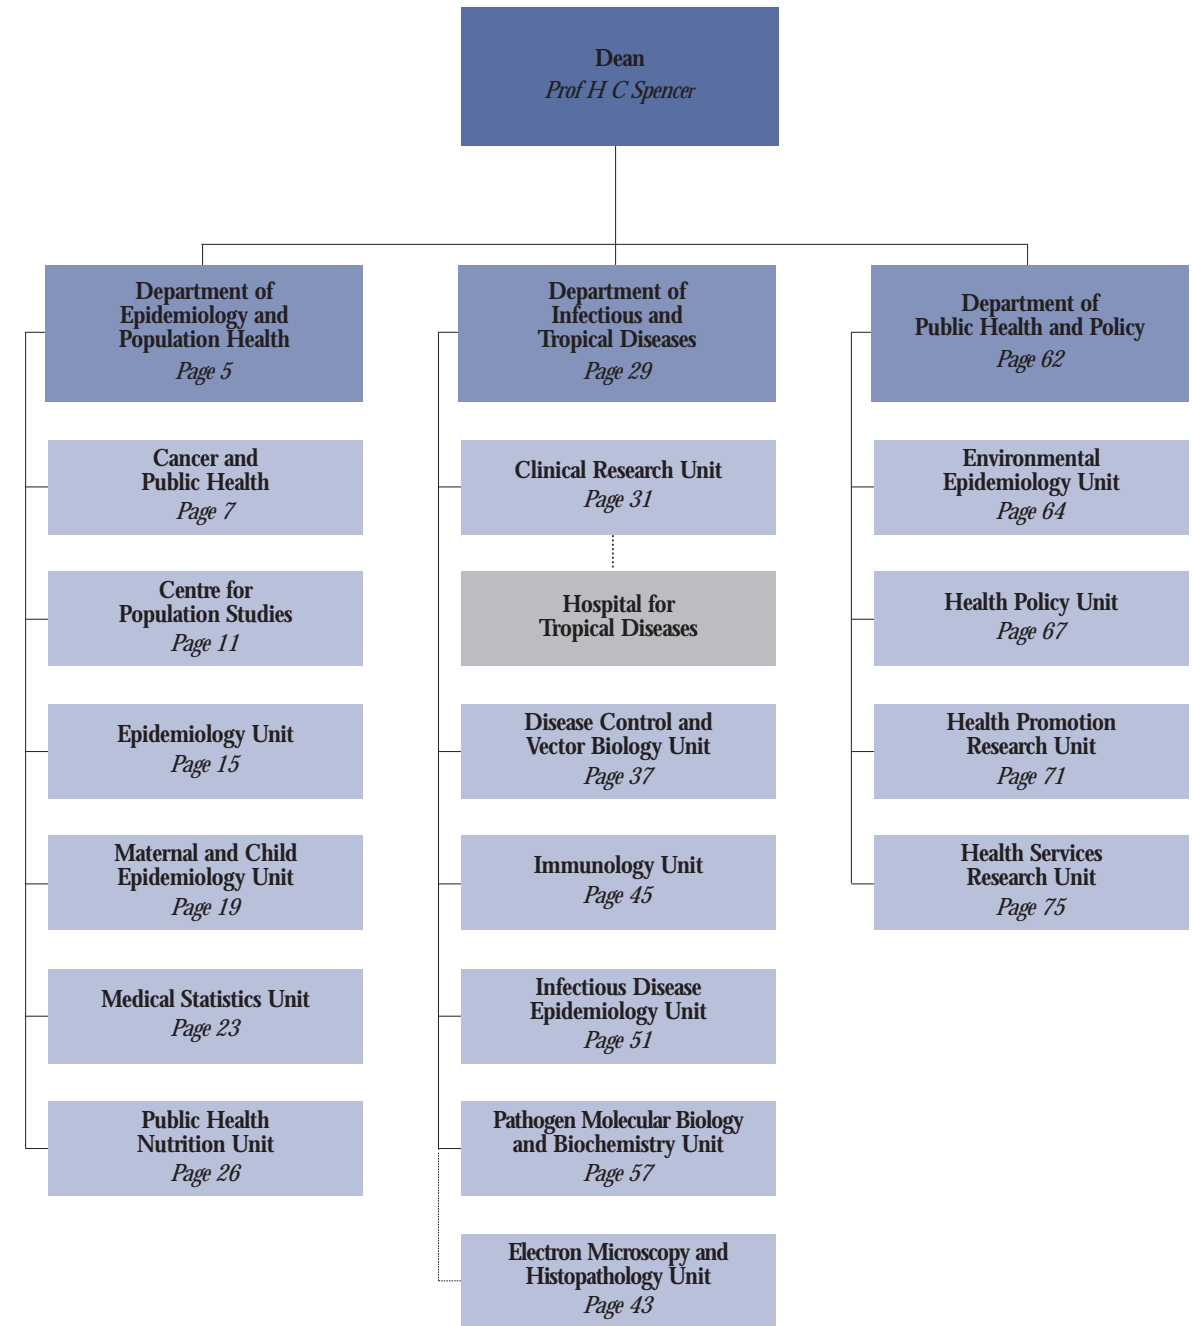 Dean
Prof H C Spencer
Department of
Epidemiology and
Population Health
Page 5
Cancer and
Public Health
Page 7
Centre for
Population Studies
Page 11
Epidemiology Unit
Page 15
Maternal and Child
Epidemiology Unit
Page 19
Medical Statistics Unit
Page 23
Public Health
Nutrition Unit
Page 26
Department of
Infectious and
Tropical Diseases
Page 29
Clinical Research Unit
Page 31
Hospital for
Tropical Diseases
Disease Control and
Vector Biology Unit
Page 37
Immunology Unit
Page 45
Infectious Disease
Epidemiology Unit
Page 51
Pathogen Molecular Biology
and Biochemistry Unit
Page 57
Electron Microscopy and
Histopathology Unit
Page 43
Department of
Public Health and Policy
Page 62
Environmental
Epidemiology Unit
Page 64
Health Policy Unit
Page 67
Health Promotion
Research Unit
Page 71
Health Services
Research Unit
Page 75